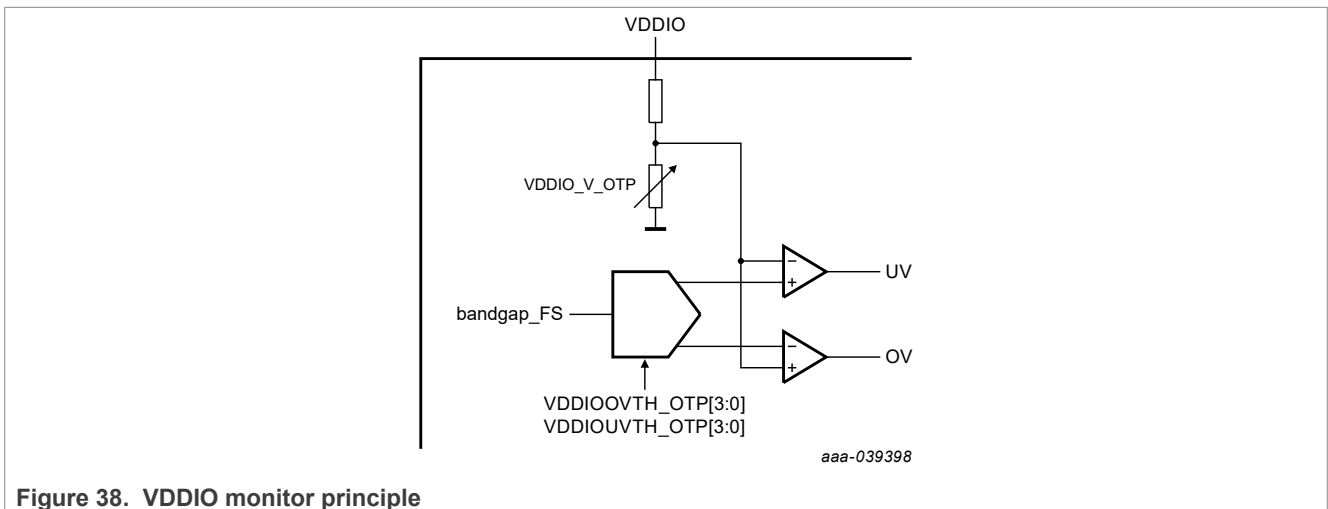 VDDIO
VDDIO_V_OTP
−
+
UV
bandgap_FS
−
+
OV
VDDIOOVTH_OTP[3:0]
VDDIOUVTH_OTP[3:0]
aaa-039398
Figure 38. VDDIO monitor principle